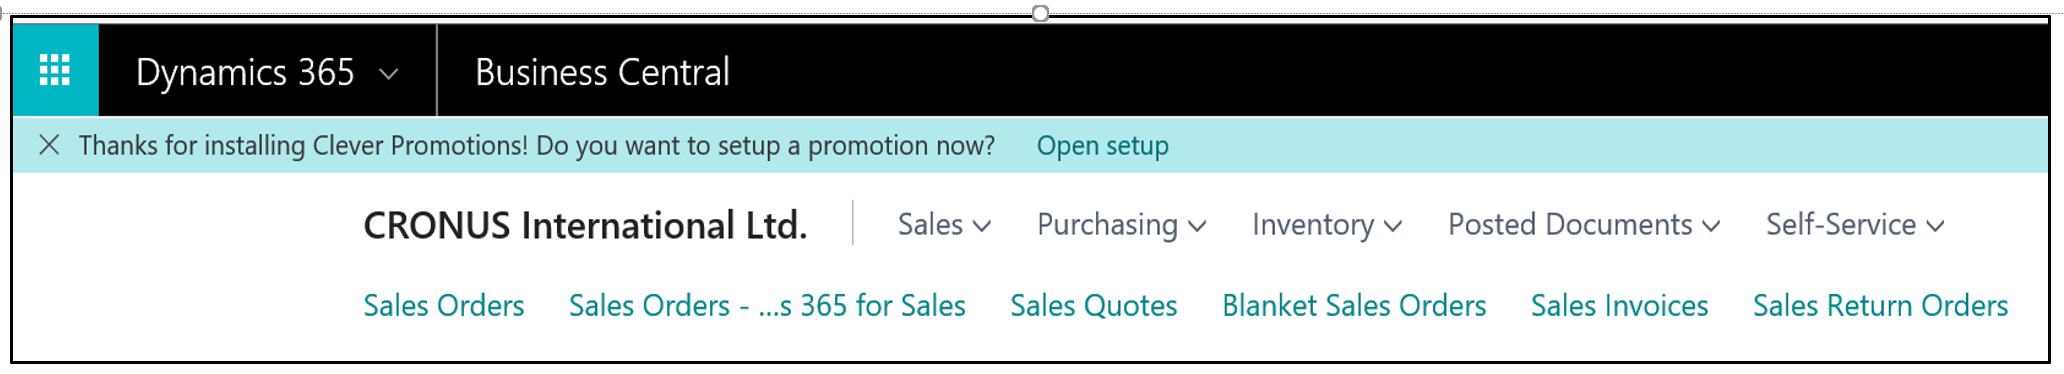 Dynamics 365 Business Central
Thanks for installing Clever Promotions! Do you want to setup a promotion now? Open setup
CRONUS International Ltd. Sales Purchasing Inventory Posted Documents Self-Service
Sales Orders Sales Orders - ...s 365 for Sales Sales Quotes Blanket Sales Orders Sales Invoices Sales Return Orders